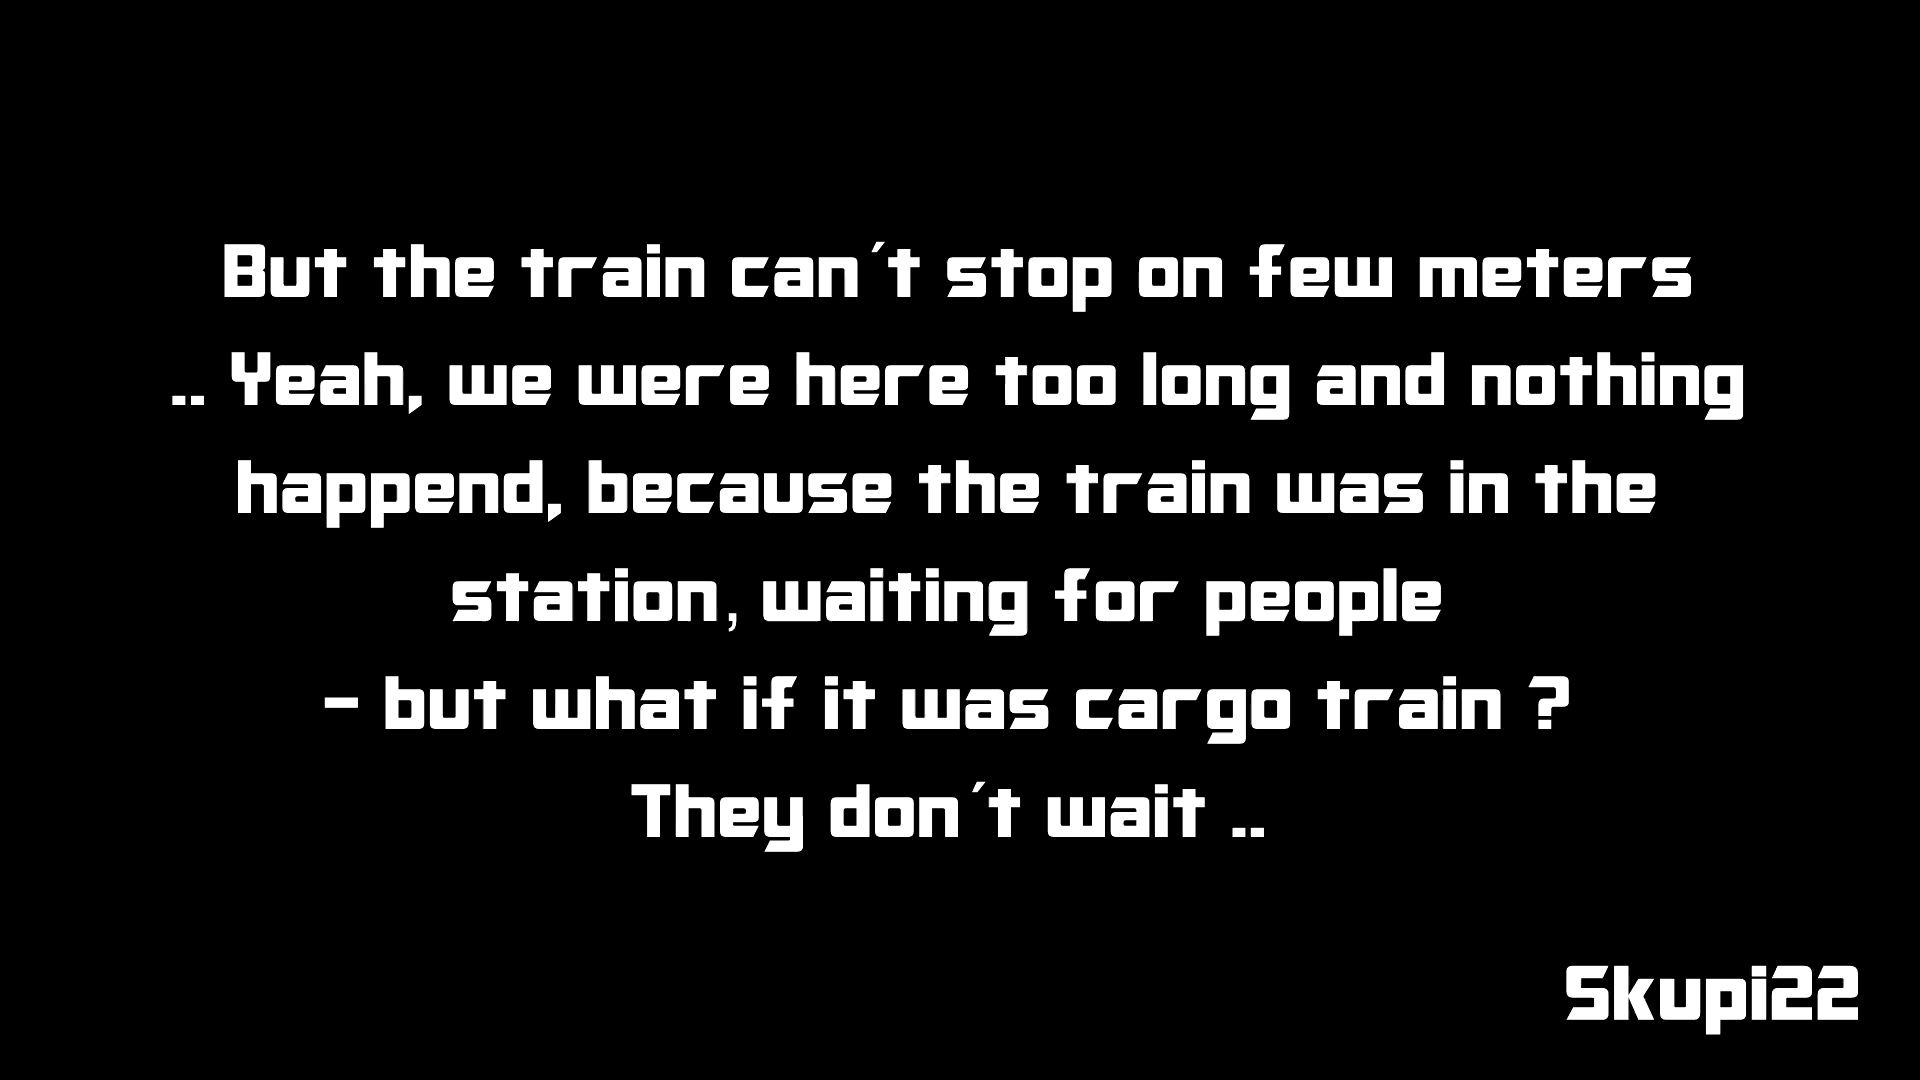 But the train can´t stop on few meters
.. Yeah, we were here too long and nothing
happend, because the train was in the
station, waiting for people
- but what if it was cargo train ?
They don´t wait ..
Skupi22